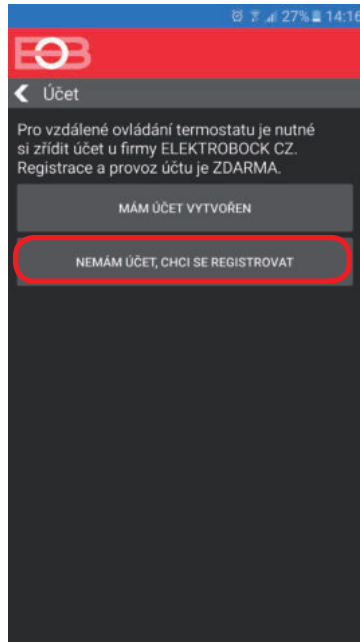 27% 14:16
EOB
Účet
Pro vzdálené ovládání termostatu je nutné
si zřídit účet u firmy ELEKTROBOCK CZ.
Registrace a provoz účtu je ZDARMA.
MÁM ÚČET VYTVOŘEN
NEMÁM ÚČET, CHCI SE REGISTROVAT